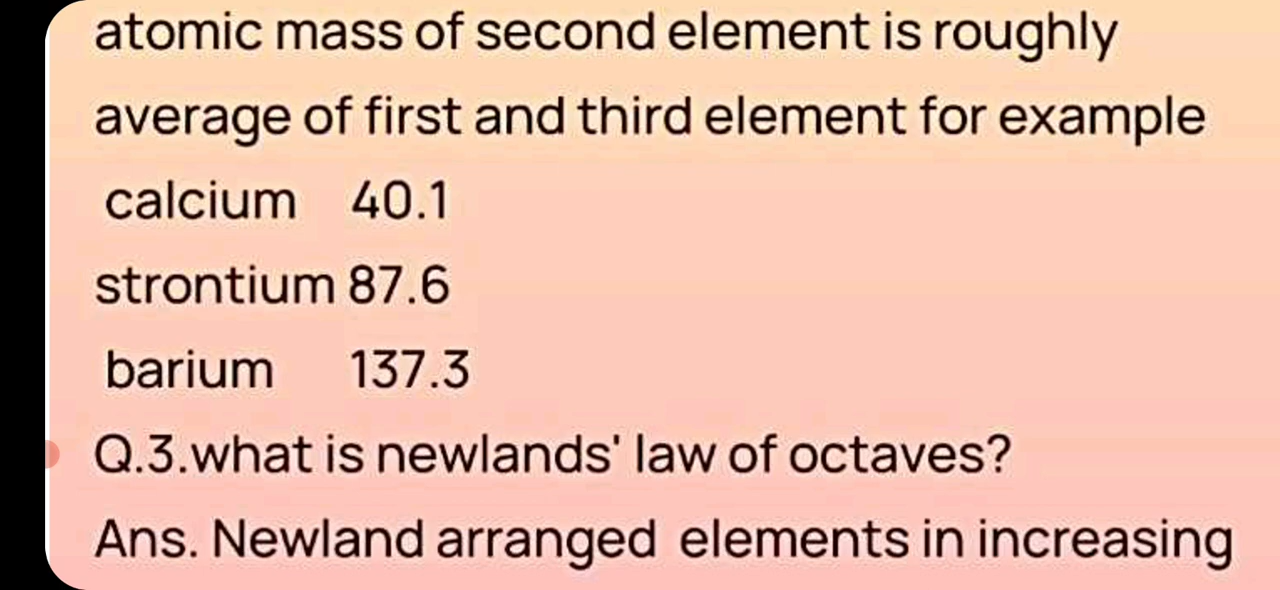 atomic mass of second element is roughly
average of first and third element for example
calcium 40.1
strontium 87.6
barium 137.3
Q.3.what is newlands' law of octaves?
Ans. Newland arranged elements in increasing